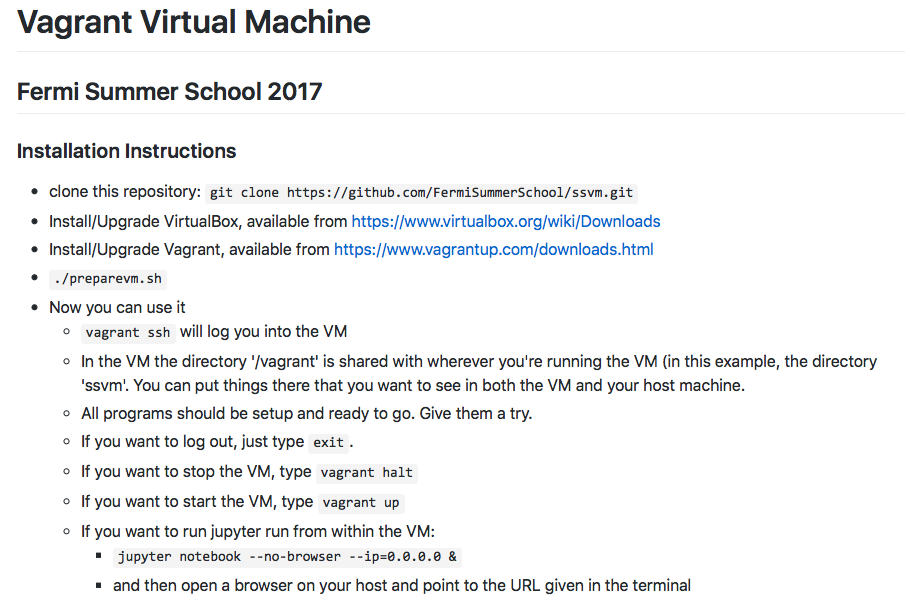 Vagrant Virtual Machine
Fermi Summer School 2017
Installation Instructions
clone this repository: git clone https://github.com/FermiSummerSchool/ssvm.git
Install/Upgrade VirtualBox, available from https://www.virtualbox.org/wiki/Downloads
Install/Upgrade Vagrant, available from https://www.vagrantup.com/downloads.html
./preparevm.sh
Now you can use it
vagrant ssh will log you into the VM
In the VM the directory '/vagrant' is shared with wherever you're running the VM (in this example, the directory
'ssvm'. You can put things there that you want to see in both the VM and your host machine.
All programs should be setup and ready to go. Give them a try.
If you want to log out, just type exit.
If you want to stop the VM, type vagrant halt
If you want to start the VM, type vagrant up
If you want to run jupyter run from within the VM:
jupyter notebook --no-browser --ip=0.0.0.0 &
and then open a browser on your host and point to the URL given in the terminal